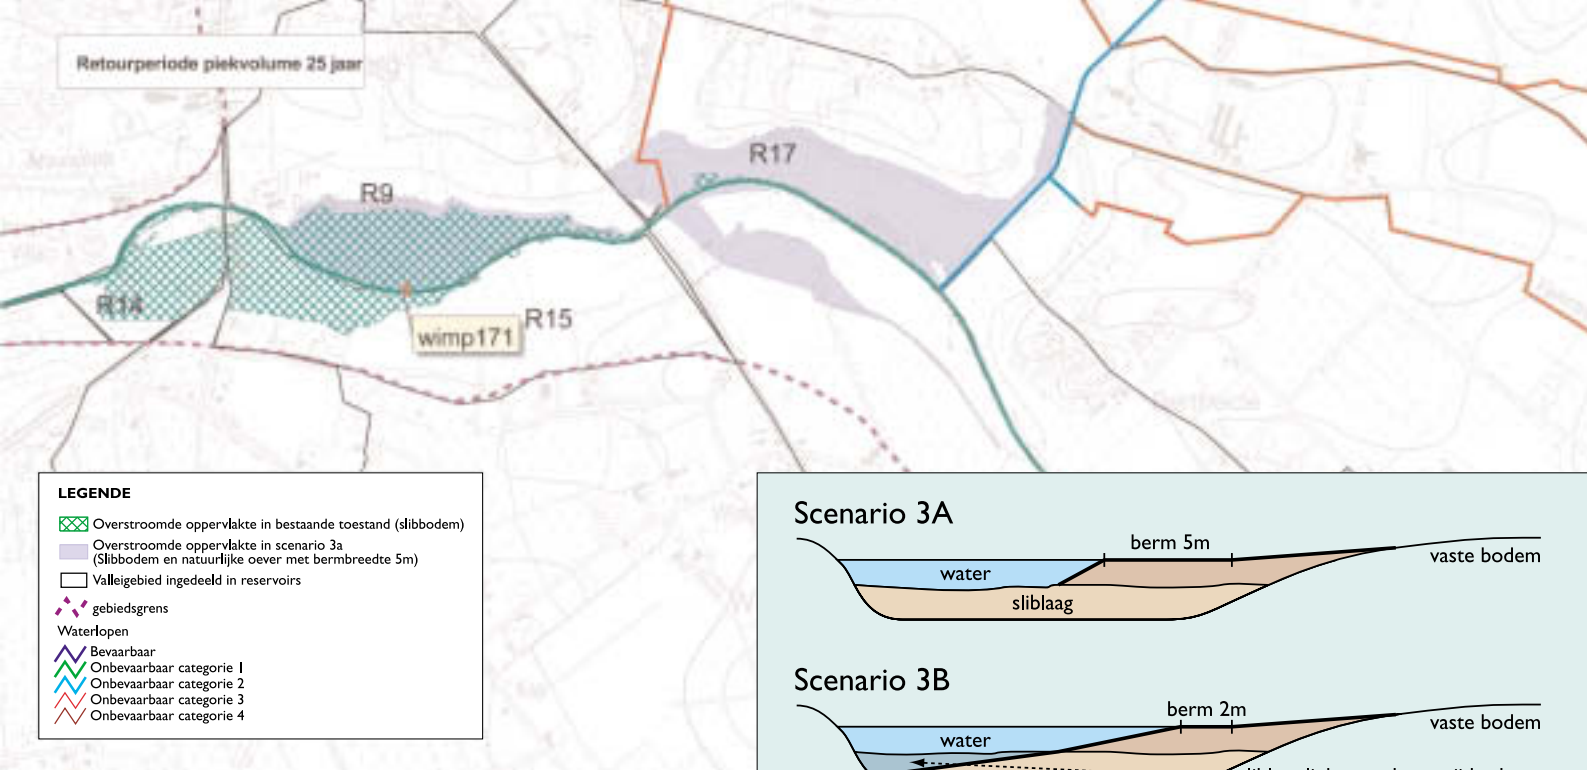 Retourperiode piekvolume 25 jaar
R17
R9
R14
R15
wimp171
LEGENDE
Overstroomde oppervlakte in bestaande toestand (slibbodem)
Overstroomde oppervlakte in scenario 3a
(Slibbodem en natuurlijke oever met bermbreedte 5m)
Valleigebied ingedeeld in reservoirs
gebiedsgrens
Waterlopen
Bevaarbaar
Onbevaarbaar categorie 1
Onbevaarbaar categorie 2
Onbevaarbaar categorie 3
Onbevaarbaar categorie 4
Scenario 3A
berm 5m
vaste bodem
water
sliblaag
Scenario 3B
berm 2m
vaste bodem
water